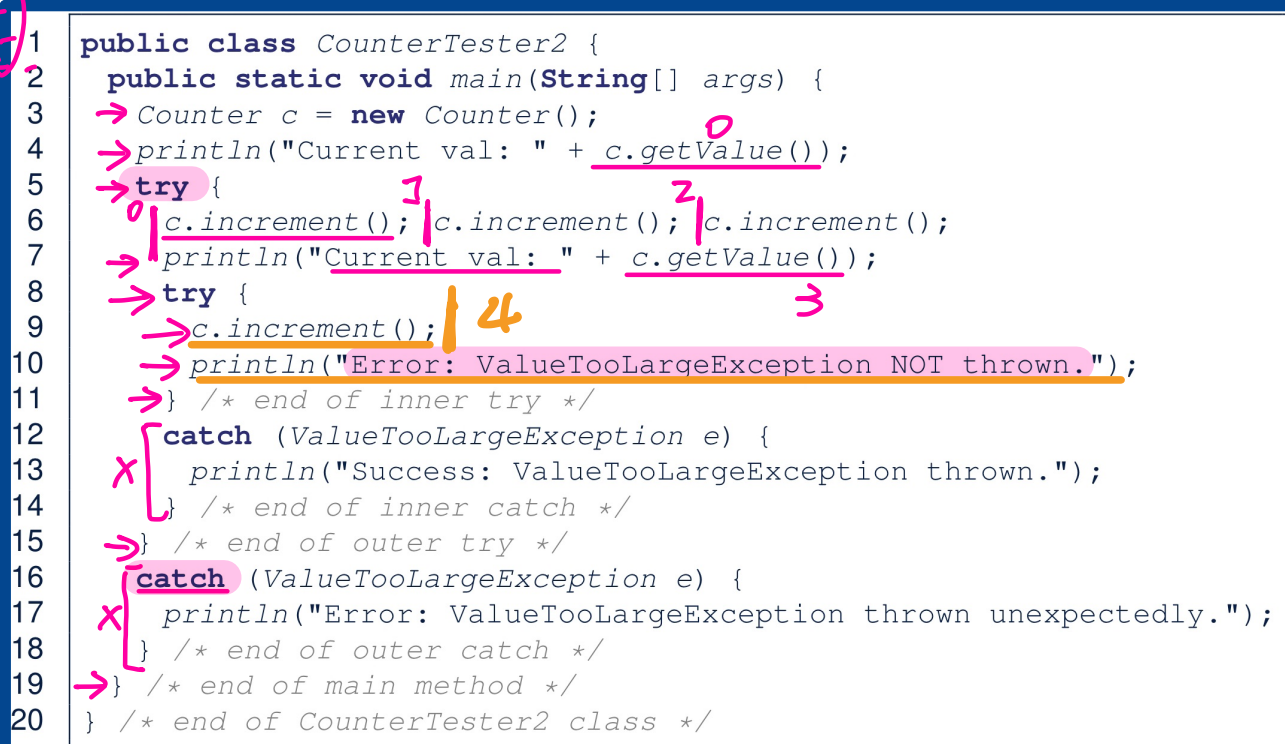 1 public class CounterTester2 {
2 public static void main(String[] args) {
3 Counter c = new Counter();
0
4 println("Current val: " + c.getValue());
5 try {
0 1 2
6 c.increment(); c.increment(); c.increment();
7 println("Current val: " + c.getValue());
8 try {
3
9 c.increment(); 4
10 println("Error: ValueTooLargeException NOT thrown.");
11 } /* end of inner try */
12 catch (ValueTooLargeException e) {
13 X println("Success: ValueTooLargeException thrown.");
14 } /* end of inner catch */
15 } /* end of outer try */
16 catch (ValueTooLargeException e) {
17 X println("Error: ValueTooLargeException thrown unexpectedly.");
18 } /* end of outer catch */
19 } /* end of main method */
20 } /* end of CounterTester2 class */